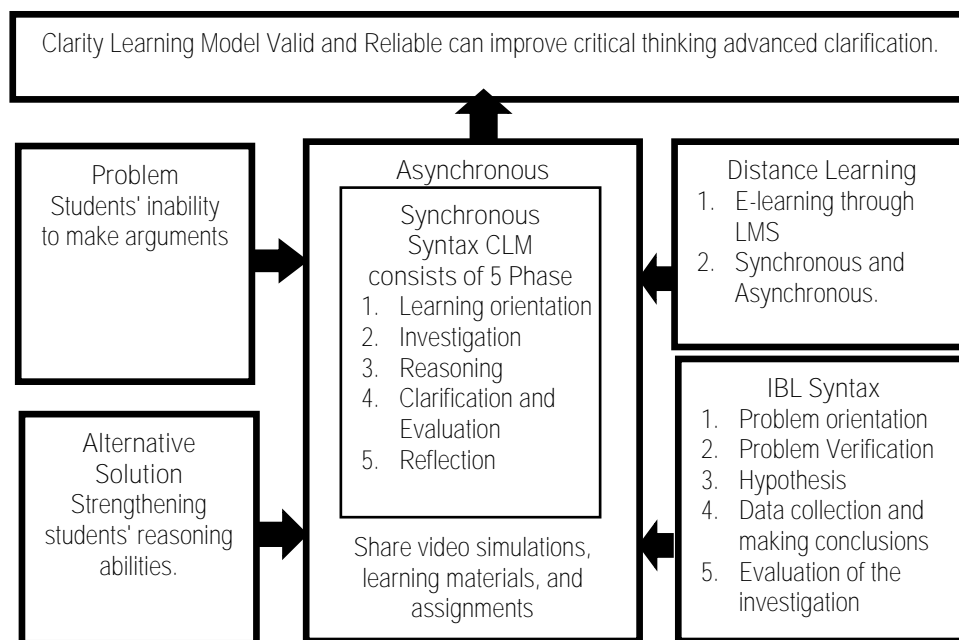 Clarity Learning Model Valid and Reliable can improve critical thinking advanced clarification.
Problem
Students' inability
to make arguments
Alternative
Solution
Strengthening
students' reasoning
abilities.
Asynchronous
Synchronous
Syntax CLM
consists of 5 Phase
1. Learning orientation
2. Investigation
3. Reasoning
4. Clarification and
Evaluation
5. Reflection
Share video simulations,
learning materials, and
assignments
Distance Learning
1. E-learning through
LMS
2. Synchronous and
Asynchronous.
IBL Syntax
1. Problem orientation
2. Problem Verification
3. Hypothesis
4. Data collection and
making conclusions
5. Evaluation of the
investigation